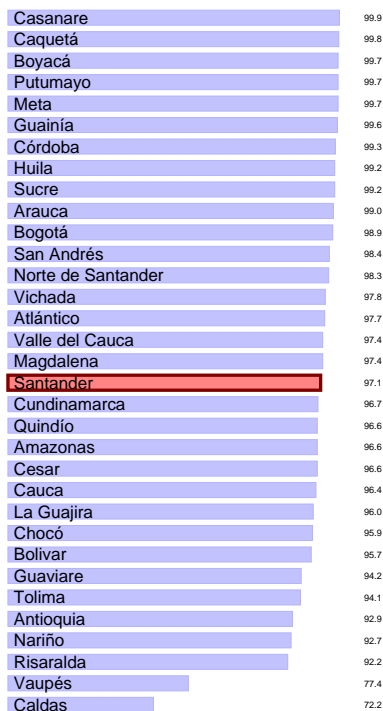 Casanare 99.9
Caquetá 99.8
Boyacá 99.7
Putumayo 99.7
Meta 99.7
Guainía 99.6
Córdoba 99.3
Huila 99.2
Sucre 99.2
Arauca 99.0
Bogotá 98.9
San Andrés 98.4
Norte de Santander 98.3
Vichada 97.8
Atlántico 97.7
Valle del Cauca 97.4
Magdalena 97.4
Santander 97.1
Cundinamarca 96.7
Quindío 96.6
Amazonas 96.6
Cesar 96.6
Cauca 96.4
La Guajira 96.0
Chocó 95.9
Bolivar 95.7
Guaviare 94.2
Tolima 94.1
Antioquia 92.9
Nariño 92.7
Risaralda 92.2
Vaupés 77.4
Caldas 72.2